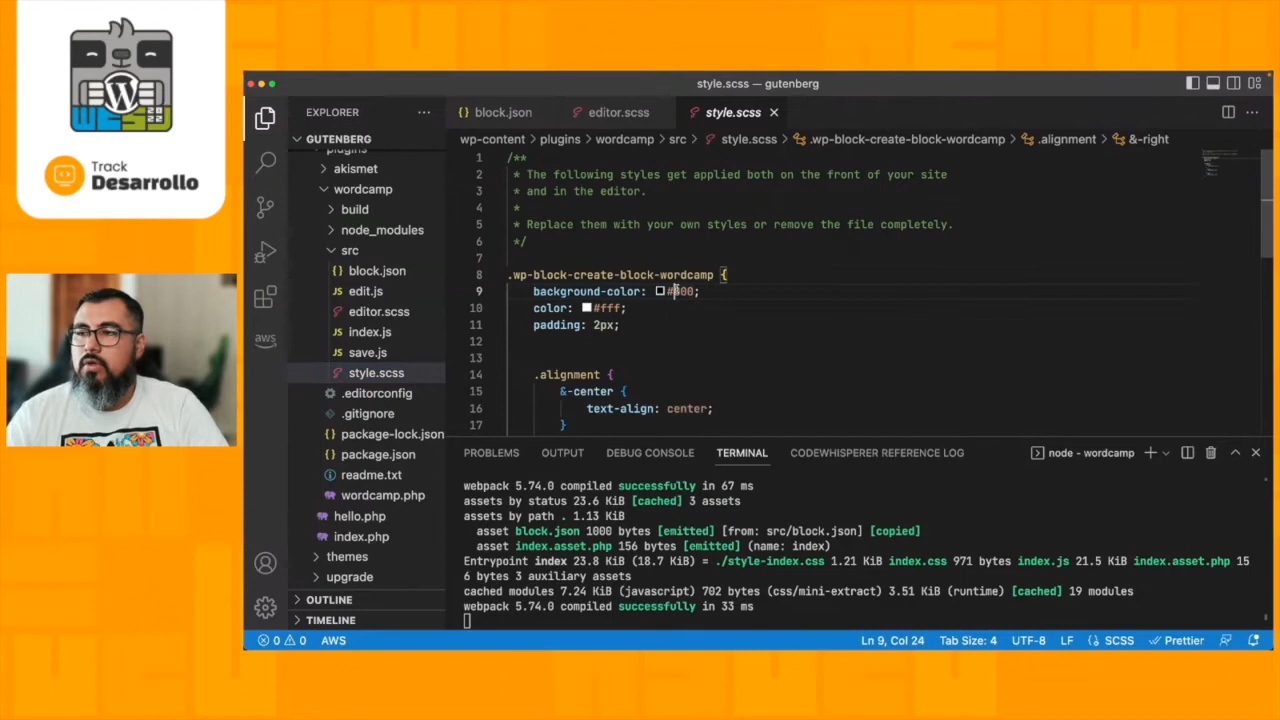 W
WCES
2022
Track
Desarrollo
style.scss — gutenberg
EXPLORER
block.json
editor.scss
style.scss
GUTENBERG
wp-content > plugins > wordcamp > src > style.scss > .wp-block-create-block-wordcamp > .alignment > &-right
plugins
akismet
wordcamp
build
node_modules
src
block.json
edit.js
editor.scss
index.js
save.js
style.scss
.editorconfig
.gitignore
package-lock.json
package.json
readme.txt
wordcamp.php
hello.php
index.php
themes
upgrade
OUTLINE
TIMELINE
aws
1 /**
2 * The following styles get applied both on the front of your site
3 * and in the editor.
4 *
5 * Replace them with your own styles or remove the file completely.
6 */
7
8 .wp-block-create-block-wordcamp {
9 background-color: #000;
10 color: #fff;
11 padding: 2px;
12
13
14 .alignment {
15 &-center {
16 text-align: center;
17 }
PROBLEMS OUTPUT DEBUG CONSOLE TERMINAL CODEWHISPERER REFERENCE LOG
node - wordcamp
webpack 5.74.0 compiled successfully in 67 ms
assets by status 23.6 KiB [cached] 3 assets
assets by path . 1.13 KiB
asset block.json 1000 bytes [emitted] [from: src/block.json] [copied]
asset index.asset.php 156 bytes [emitted] (name: index)
Entrypoint index 23.8 KiB (18.7 KiB) = ./style-index.css 1.21 KiB index.css 971 bytes index.js 21.5 KiB index.asset.php 15
6 bytes 3 auxiliary assets
cached modules 7.24 KiB (javascript) 702 bytes (css/mini-extract) 3.51 KiB (runtime) [cached] 19 modules
webpack 5.74.0 compiled successfully in 33 ms
0 0 AWS
Ln 9, Col 24 Tab Size: 4 UTF-8 LF {} SCSS Prettier